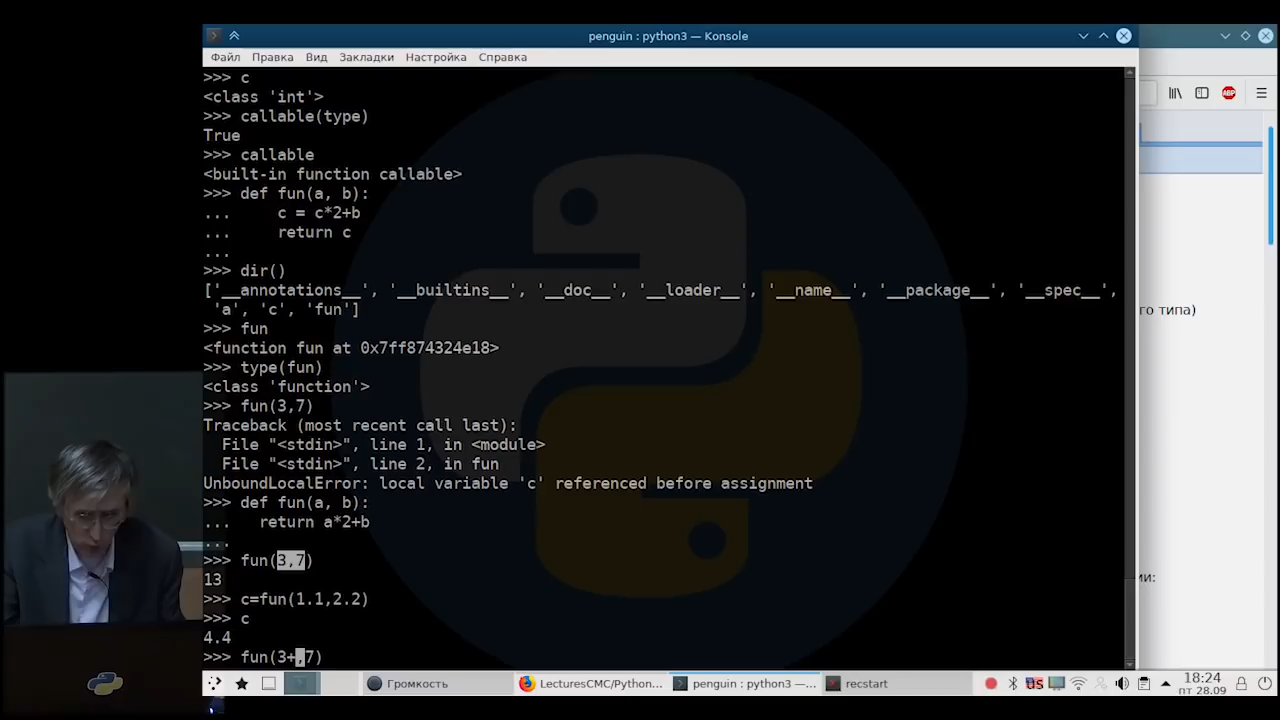 penguin : python3 — Konsole
Файл Правка Вид Закладки Настройка Справка
>>> c
<class 'int'>
>>> callable(type)
True
>>> callable
<built-in function callable>
>>> def fun(a, b):
...     c = c*2+b
...     return c
...
>>> dir()
['__annotations__', '__builtins__', '__doc__', '__loader__', '__name__', '__package__', '__spec__',
 'a', 'c', 'fun']
>>> fun
<function fun at 0x7ff874324e18>
>>> type(fun)
<class 'function'>
>>> fun(3,7)
Traceback (most recent call last):
  File "<stdin>", line 1, in <module>
  File "<stdin>", line 2, in fun
UnboundLocalError: local variable 'c' referenced before assignment
>>> def fun(a, b):
...   return a*2+b
...
>>> fun(3,7)
13
>>> c=fun(1.1,2.2)
>>> c
4.4
>>> fun(3+,7)
ABP
го типа)
ми:
Громкость
LecturesCMC/Python...
penguin : python3 —...
recstart
US
18:24
пт 28.09